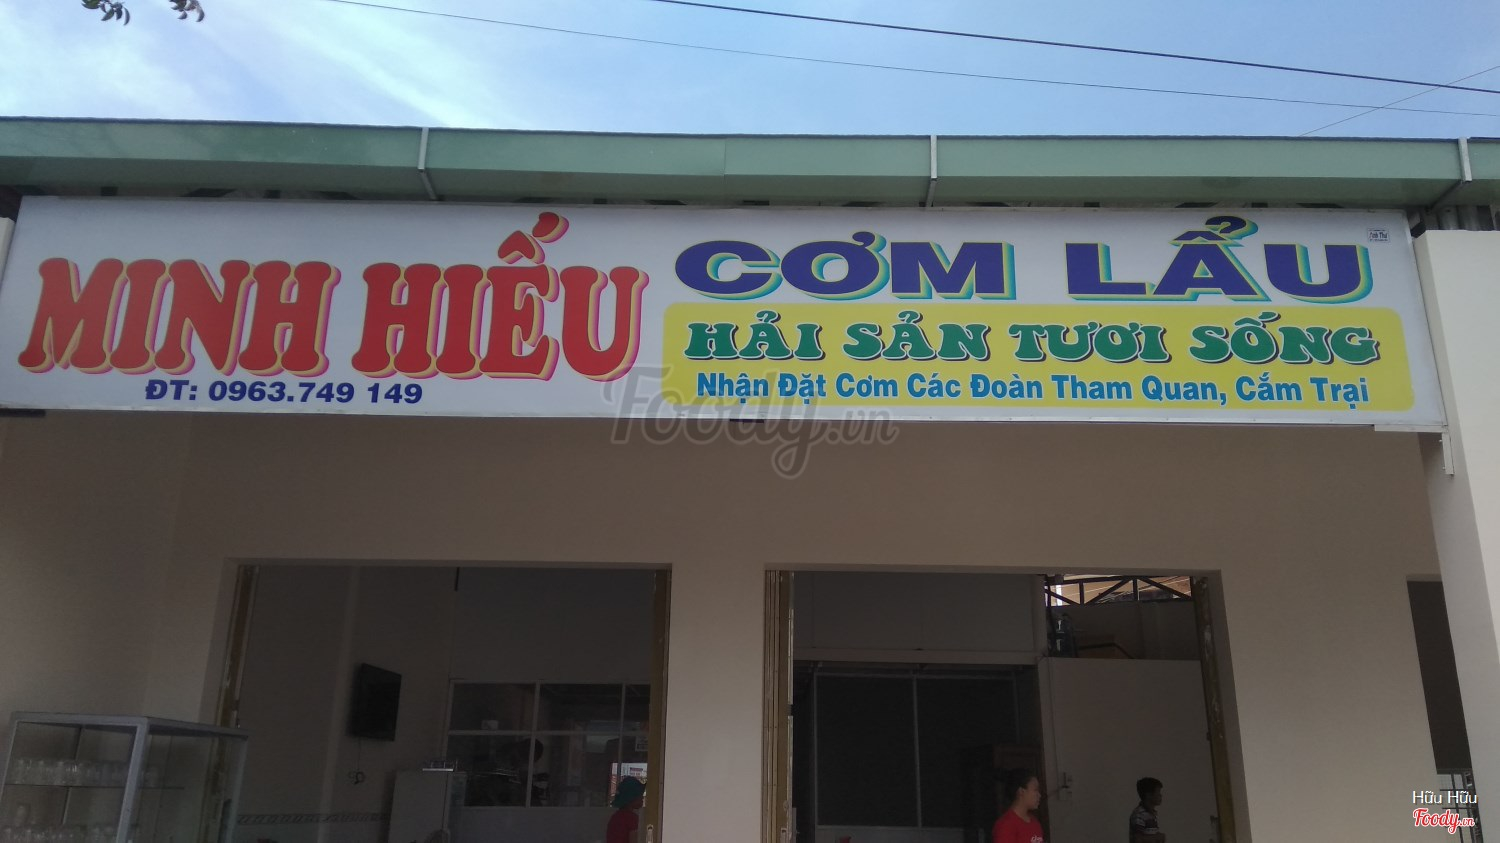 MINH HIẾU
ĐT: 0963.749 149
CƠM LẨU
HẢI SẢN TƯƠI SỐNG
Nhận Đặt Cơm Các Đoàn Tham Quan, Cắm Trại
Foody.vn
Hữu Hữu
Foody.vn